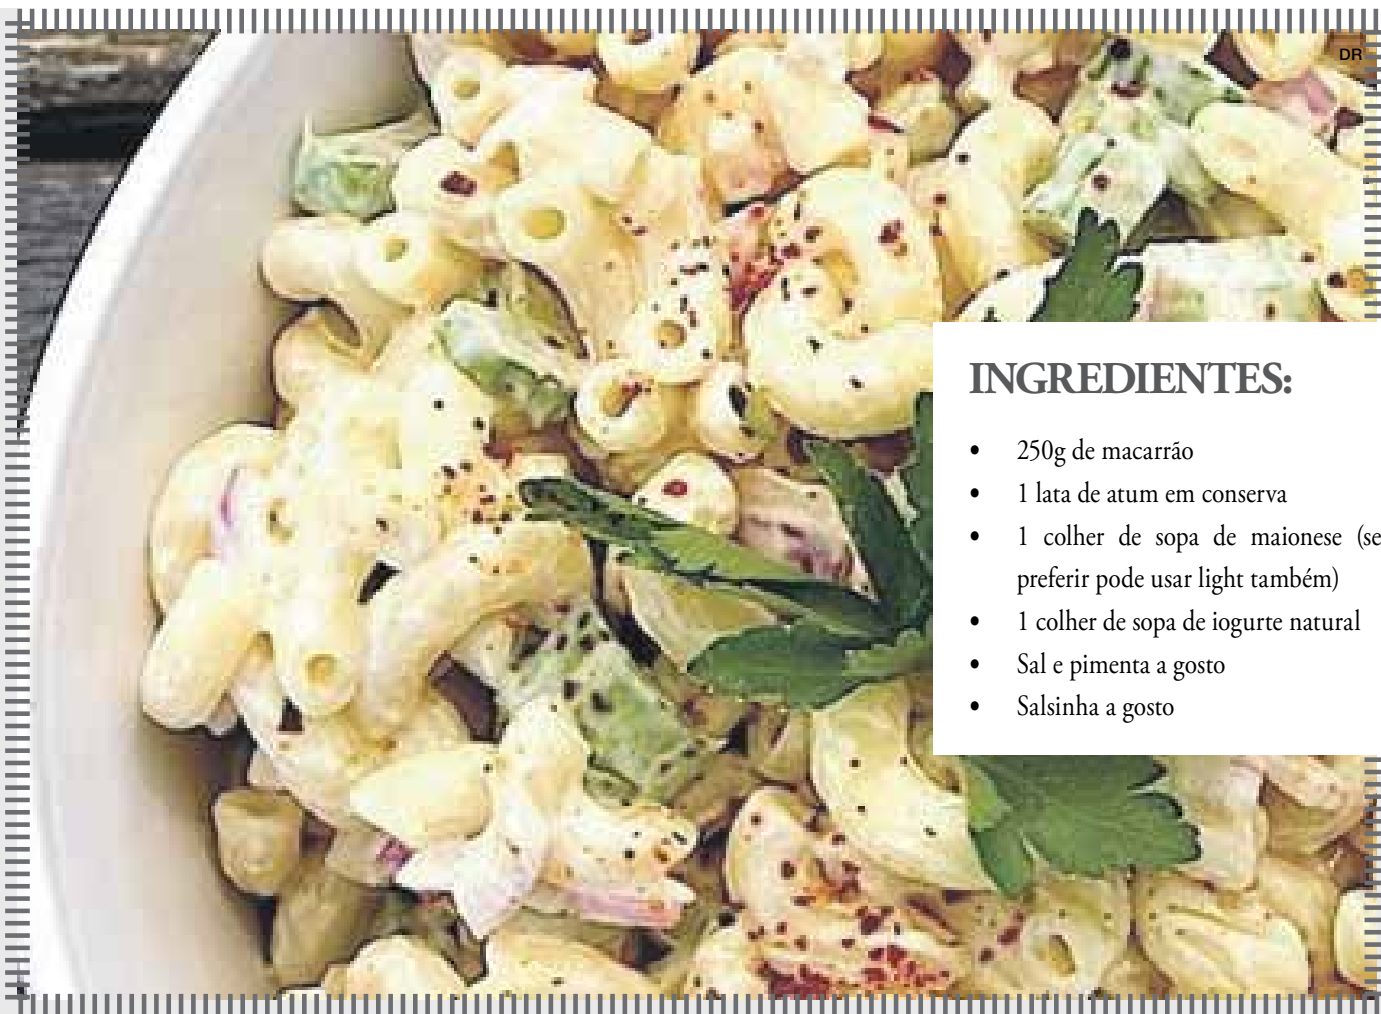 DR
INGREDIENTES:
• 250g de macarrão
• 1 lata de atum em conserva
• 1 colher de sopa de maionese (se
preferir pode usar light também)
• 1 colher de sopa de iogurte natural
• Sal e pimenta a gosto
• Salsinha a gosto